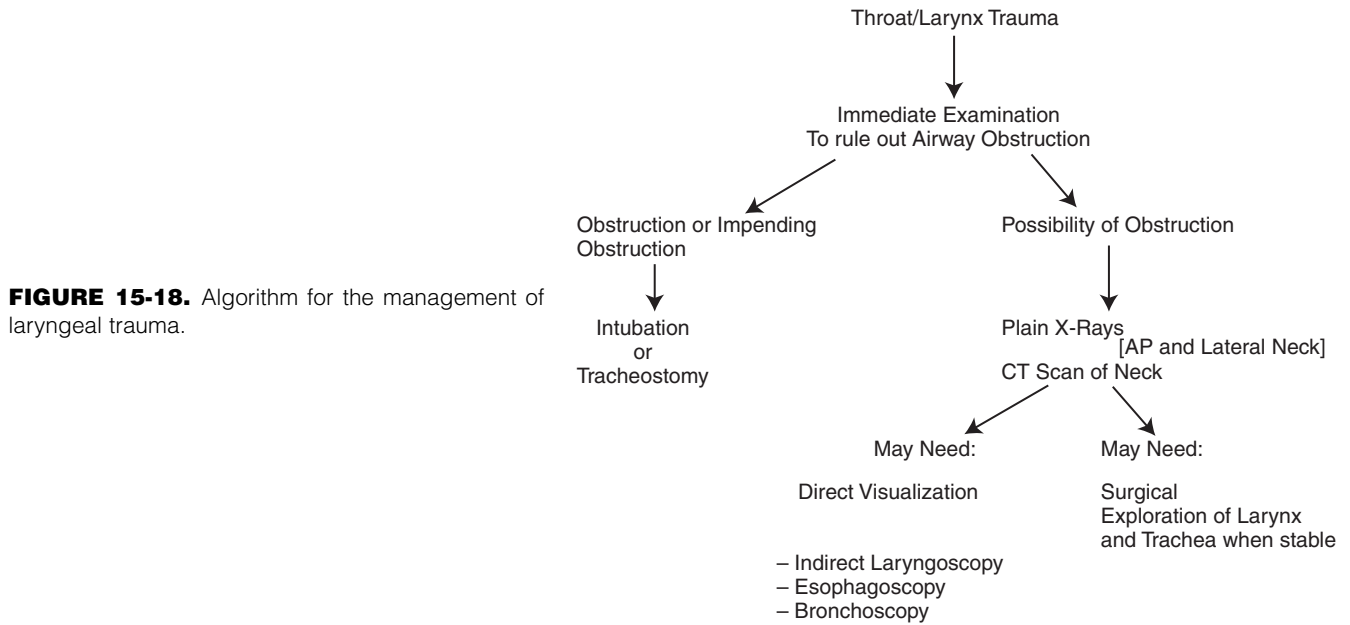 Throat/Larynx Trauma
Immediate Examination
To rule out Airway Obstruction
Obstruction or Impending
Obstruction
Possibility of Obstruction
FIGURE 15-18. Algorithm for the management of
laryngeal trauma.
Intubation
or
Tracheostomy
Plain X-Rays
[AP and Lateral Neck]
CT Scan of Neck
May Need:
Direct Visualization
– Indirect Laryngoscopy
– Esophagoscopy
– Bronchoscopy
May Need:
Surgical
Exploration of Larynx
and Trachea when stable